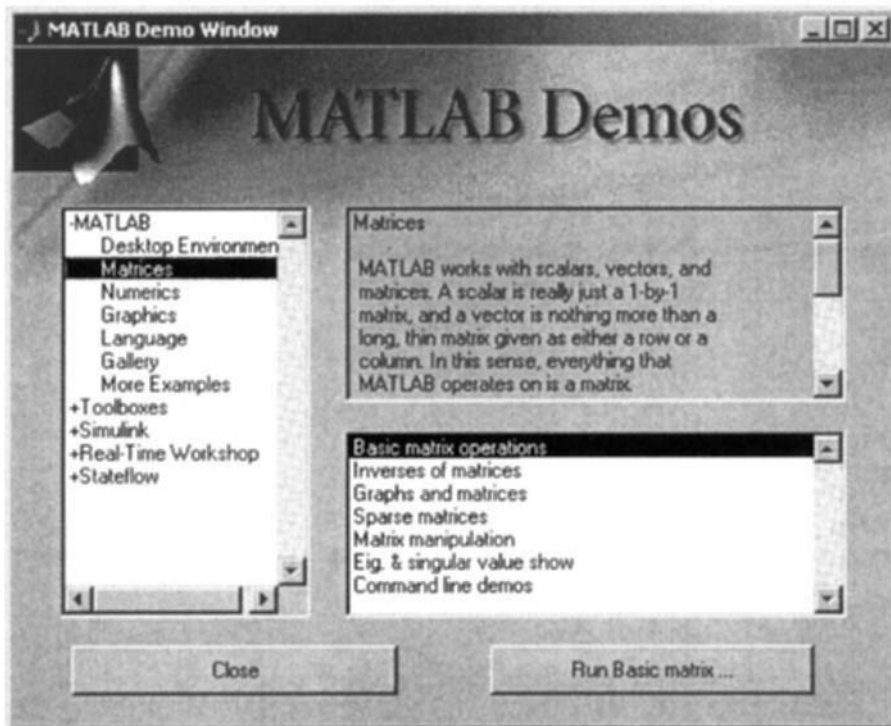 MATLAB Demo Window
MATLAB Demos
-MATLAB
Desktop Environmen
Matrices
Numerics
Graphics
Language
Gallery
More Examples
+Toolboxes
+Simulink
+Real-Time Workshop
+Stateflow
Matrices
MATLAB works with scalars, vectors, and
matrices. A scalar is really just a 1-by-1
matrix, and a vector is nothing more than a
long, thin matrix given as either a row or a
column. In this sense, everything that
MATLAB operates on is a matrix.
Basic matrix operations
Inverses of matrices
Graphs and matrices
Sparse matrices
Matrix manipulation
Eig. & singular value show
Command line demos
Close
Run Basic matrix ...